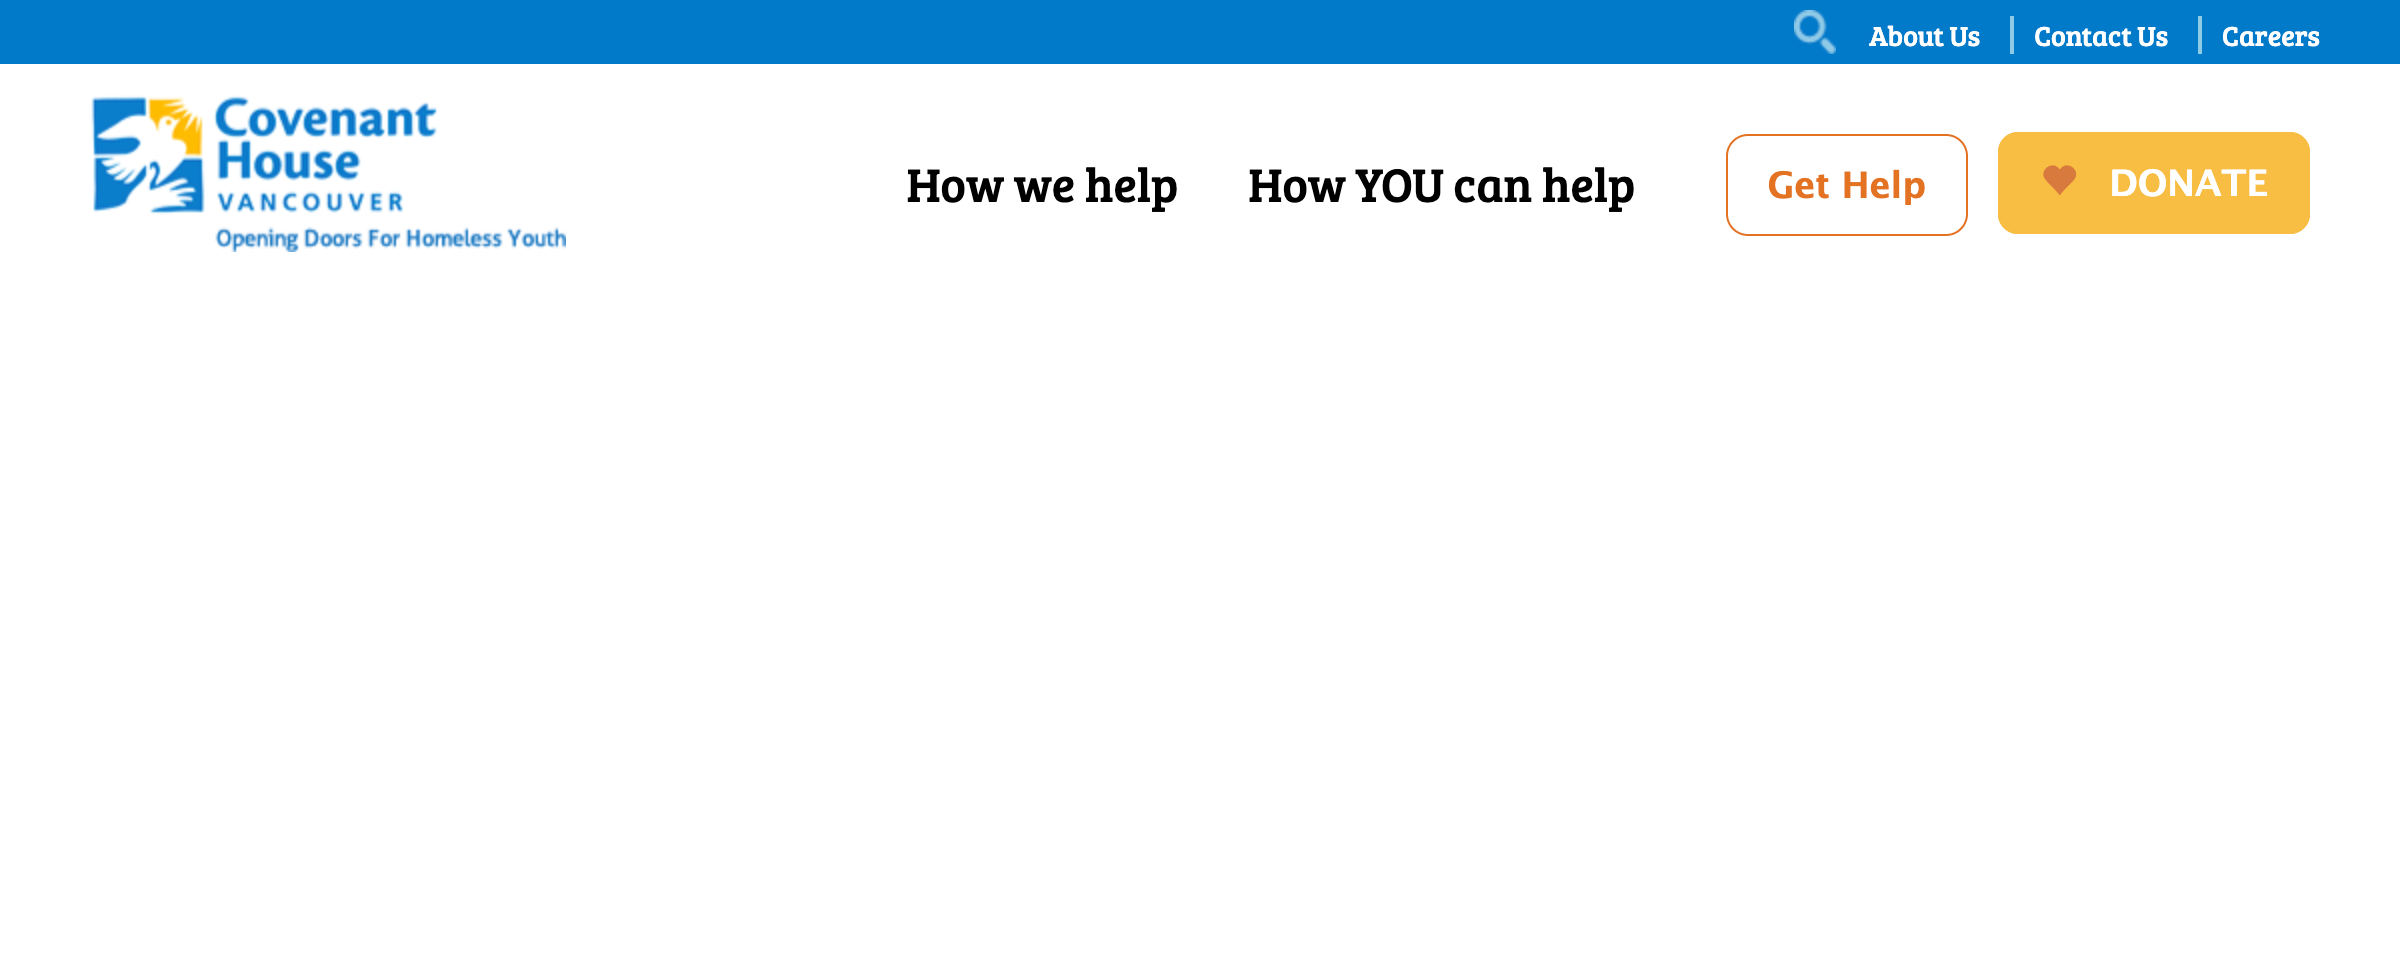 About Us
Contact Us
Careers
Covenant
House
VANCOUVER
Opening Doors For Homeless Youth
How we help
How YOU can help
Get Help
DONATE